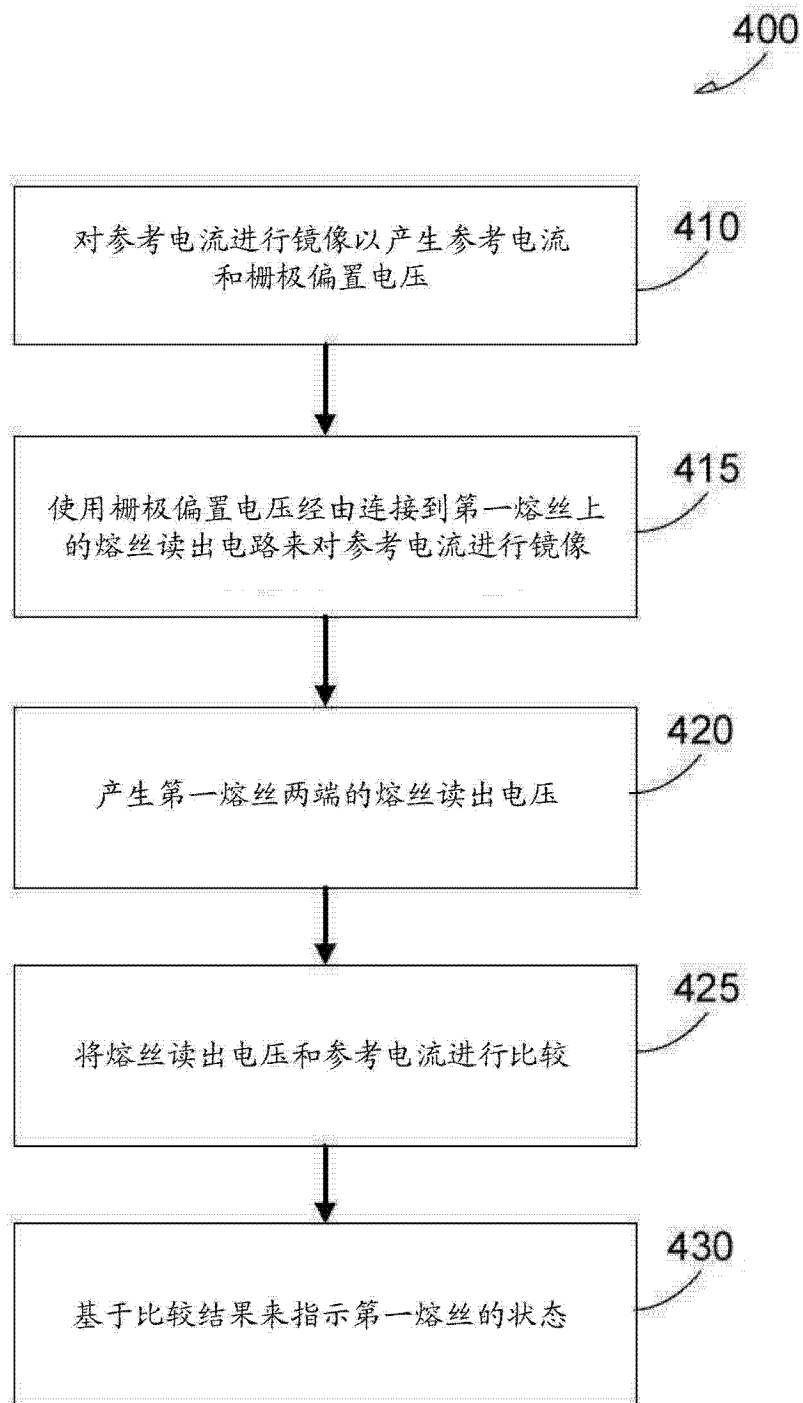 400
对参考电流进行镜像以产生参考电流
和栅极偏置电压
410
使用栅极偏置电压经由连接到第一熔丝上
的熔丝读出电路来对参考电流进行镜像
415
产生第一熔丝两端的熔丝读出电压
420
将熔丝读出电压和参考电流进行比较
425
基于比较结果来指示第一熔丝的状态
430